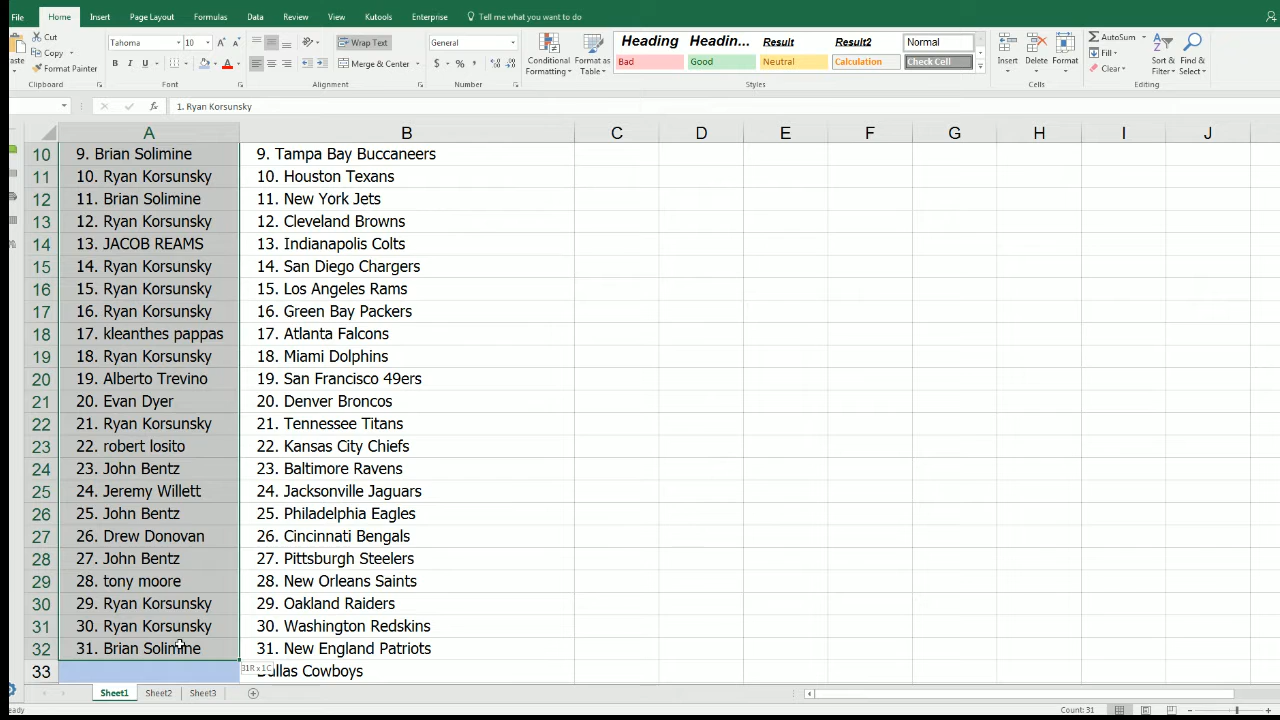 File Home Insert Page Layout Formulas Data Review View Kutools Enterprise Tell me what you want to do
Cut Tahoma 10 Wrap Text General Heading Headin... Result Result2 Normal AutoSum
Copy Fill
Format Painter Merge & Center Conditional Formatting Format as Table Bad Good Neutral Calculation Check Cell Insert Delete Format Clear Sort & Filter Find & Select
Clipboard Font Alignment Number Styles Cells Editing
1. Ryan Korsunsky
A B C D E F G H I J
10 9. Brian Solimine 9. Tampa Bay Buccaneers
11 10. Ryan Korsunsky 10. Houston Texans
12 11. Brian Solimine 11. New York Jets
13 12. Ryan Korsunsky 12. Cleveland Browns
14 13. JACOB REAMS 13. Indianapolis Colts
15 14. Ryan Korsunsky 14. San Diego Chargers
16 15. Ryan Korsunsky 15. Los Angeles Rams
17 16. Ryan Korsunsky 16. Green Bay Packers
18 17. kleanthes pappas 17. Atlanta Falcons
19 18. Ryan Korsunsky 18. Miami Dolphins
20 19. Alberto Trevino 19. San Francisco 49ers
21 20. Evan Dyer 20. Denver Broncos
22 21. Ryan Korsunsky 21. Tennessee Titans
23 22. robert losito 22. Kansas City Chiefs
24 23. John Bentz 23. Baltimore Ravens
25 24. Jeremy Willett 24. Jacksonville Jaguars
26 25. John Bentz 25. Philadelphia Eagles
27 26. Drew Donovan 26. Cincinnati Bengals
28 27. John Bentz 27. Pittsburgh Steelers
29 28. tony moore 28. New Orleans Saints
30 29. Ryan Korsunsky 29. Oakland Raiders
31 30. Ryan Korsunsky 30. Washington Redskins
32 31. Brian Solimine 31. New England Patriots
33 31R x 1C Dallas Cowboys
Sheet1 Sheet2 Sheet3
eady Count: 31